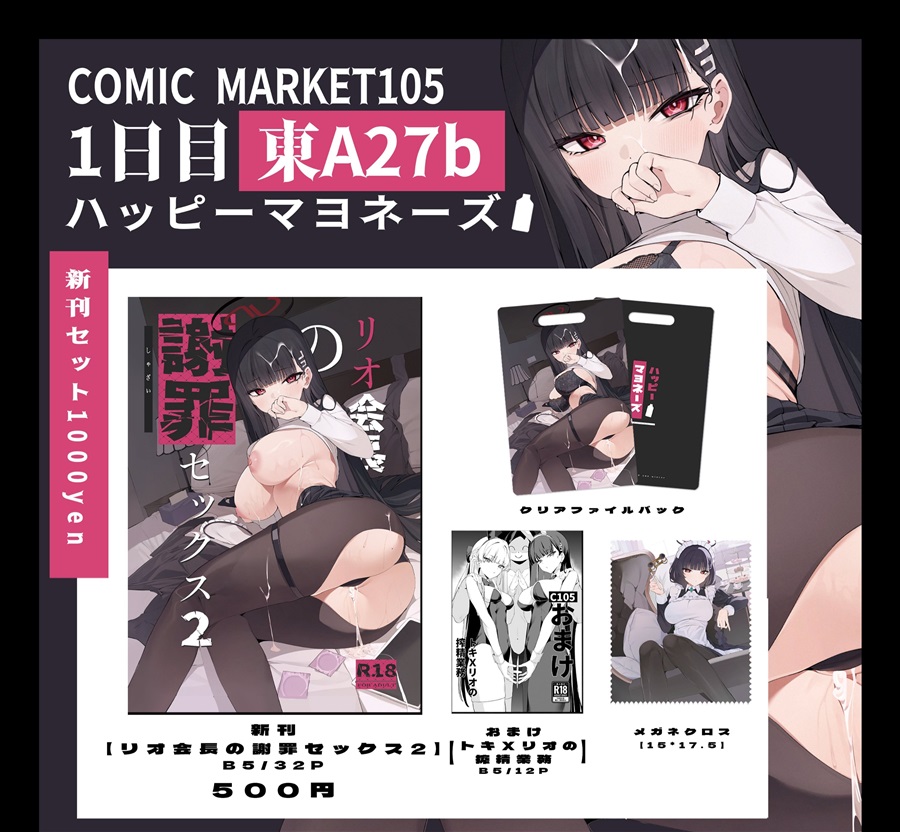 COMIC MARKET105
1日目 東A27b
ハッピーマヨネーズ
新刊セット1000yen
リオ会長の
謝罪
しゃざい
セックス2
R.18
ハッピー
マヨネーズ
クリアファイルバック
C105
おまけ
トキXリオの
搾精業務
R18
新刊
【リオ会長の謝罪セックス2】
B5/32P
500円
おまけ
【トキXリオの
搾精業務】
B5/12P
メガネクロス
[15*17.5]